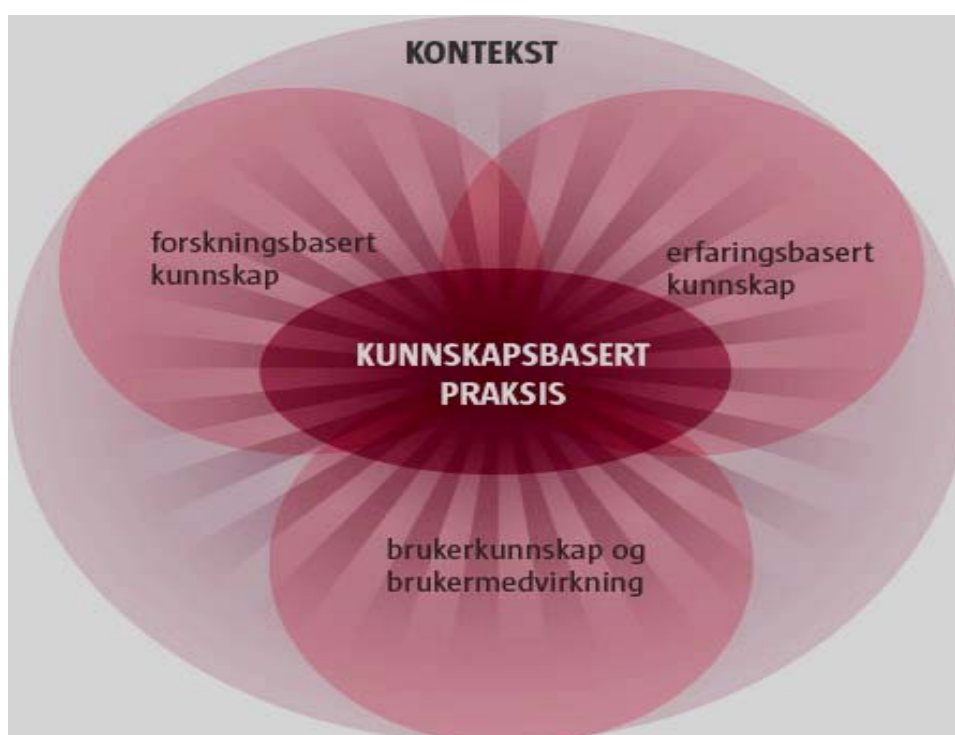 KONTEKST
forskningsbasert
kunnskap
erfaringsbasert
kunnskap
KUNNSKAPSBASERT
PRAKSIS
brukerkunnskap og
brukermedvirkning